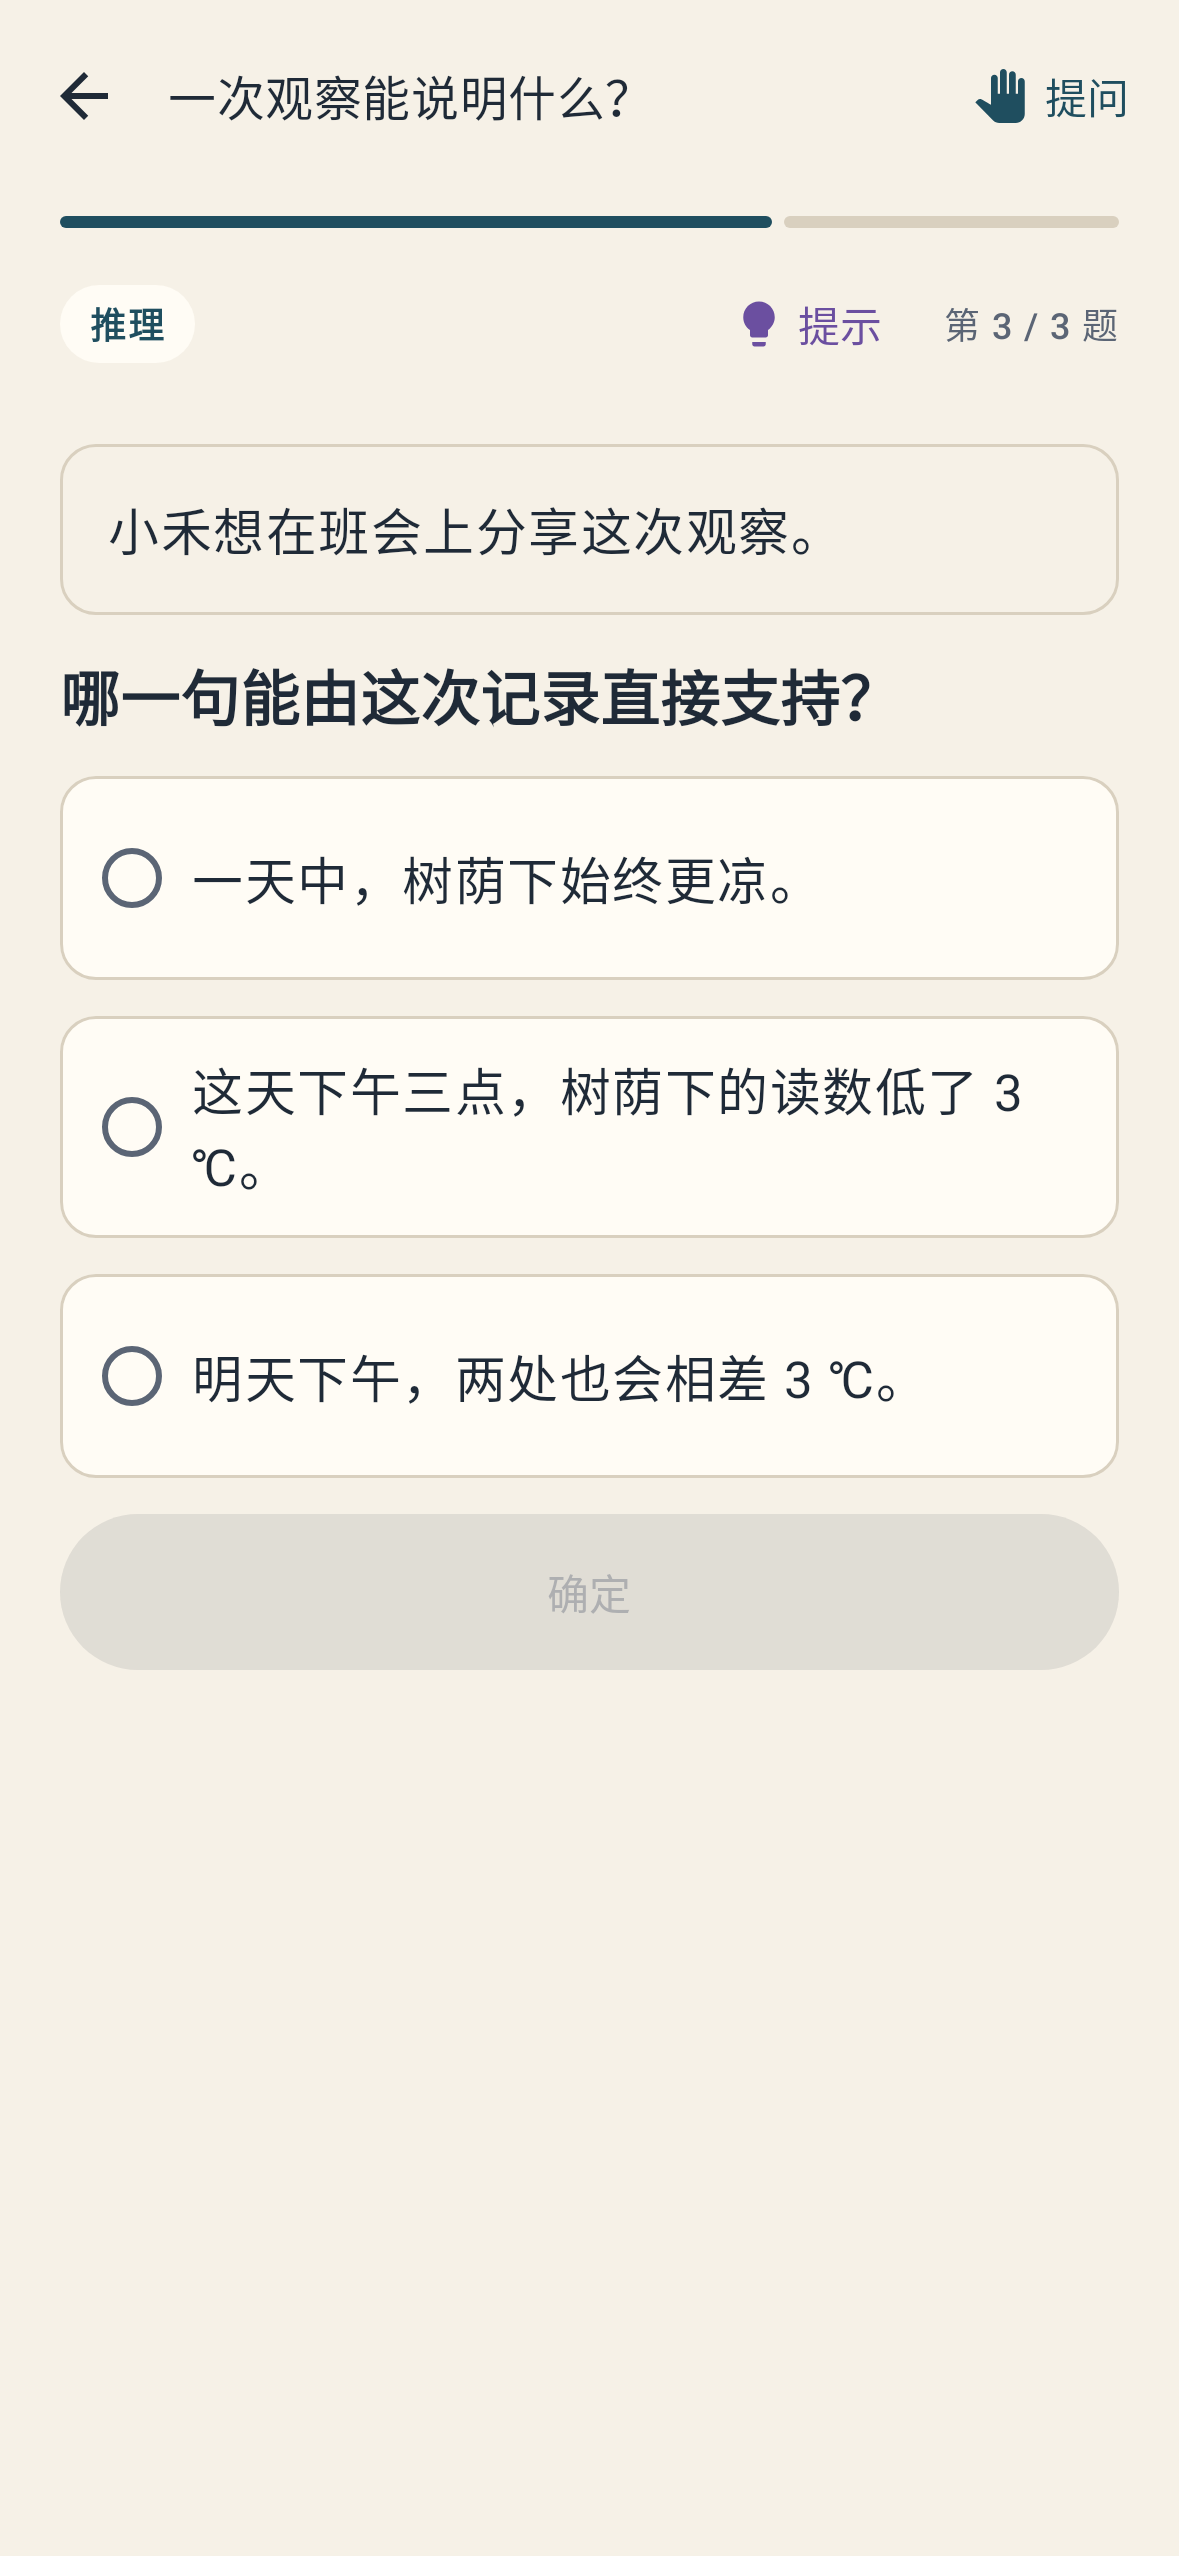 一次观察能说明什么？
提问
推理
提示
第 3 / 3 题
小禾想在班会上分享这次观察。
哪一句能由这次记录直接支持？
一天中，树荫下始终更凉。
这天下午三点，树荫下的读数低了 3
℃。
明天下午，两处也会相差 3 ℃。
确定